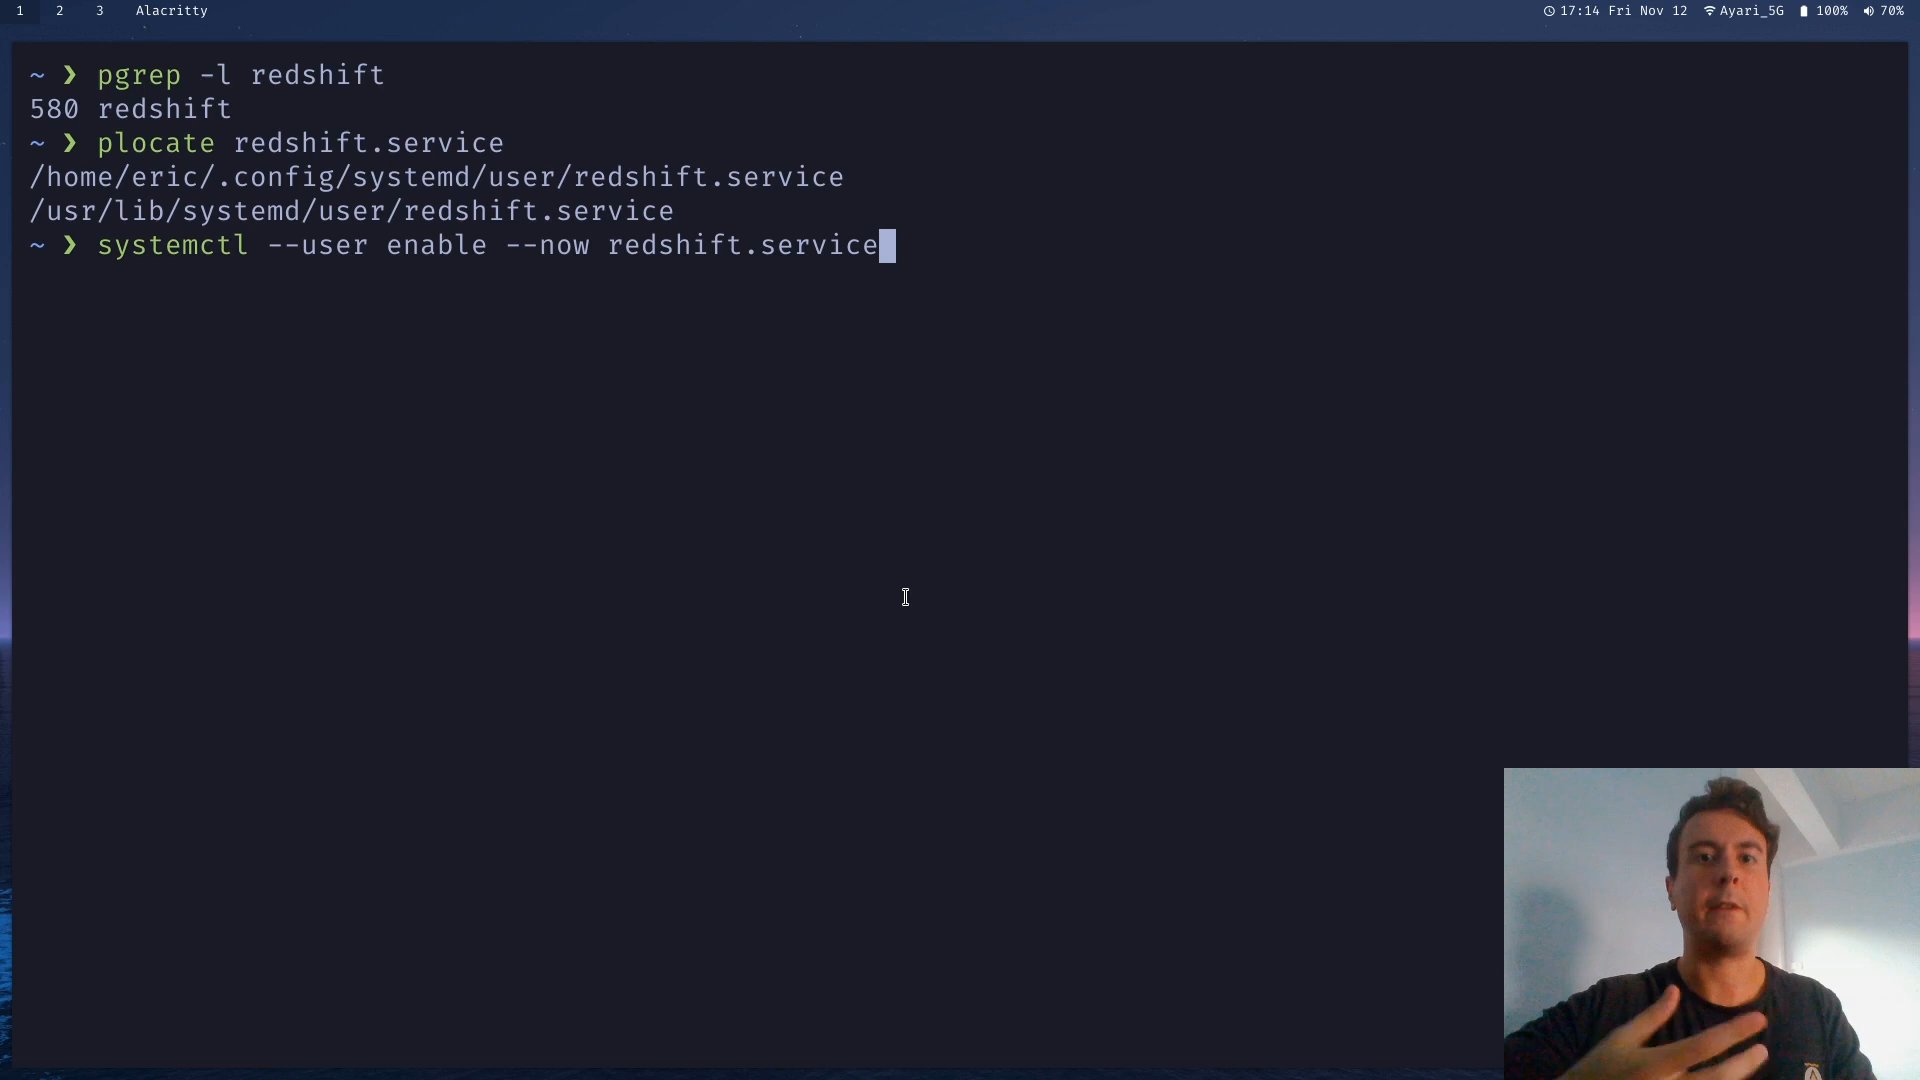 1 2 3 Alacritty 17:14 Fri Nov 12 Ayari_5G 100% 70%
~ ❯ pgrep -l redshift
580 redshift
~ ❯ plocate redshift.service
/home/eric/.config/systemd/user/redshift.service
/usr/lib/systemd/user/redshift.service
~ ❯ systemctl --user enable --now redshift.service